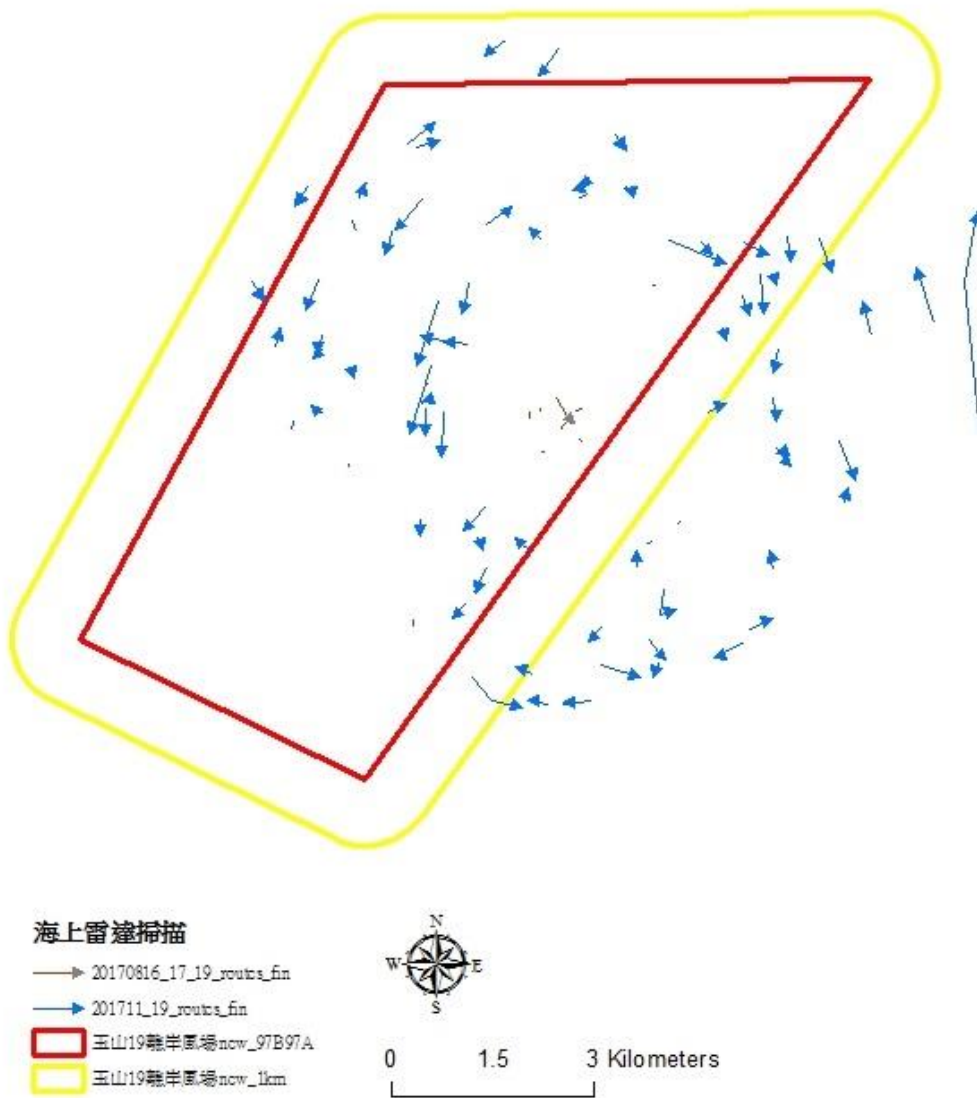 海上雷達掃描
20170816_17_19_routes_fin
201711_19_routes_fin
玉山19離岸風場new_97B97A
玉山19離岸風場new_1km
N
W E
S
0 1.5 3 Kilometers